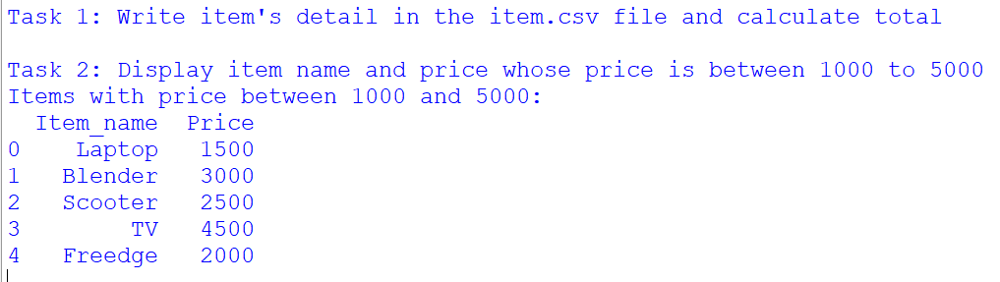 Task 1: Write item's detail in the item.csv file and calculate total
Task 2: Display item name and price whose price is between 1000 to 5000
Items with price between 1000 and 5000:
Item_name Price
0 Laptop 1500
1 Blender 3000
2 Scooter 2500
3 TV 4500
4 Freedge 2000